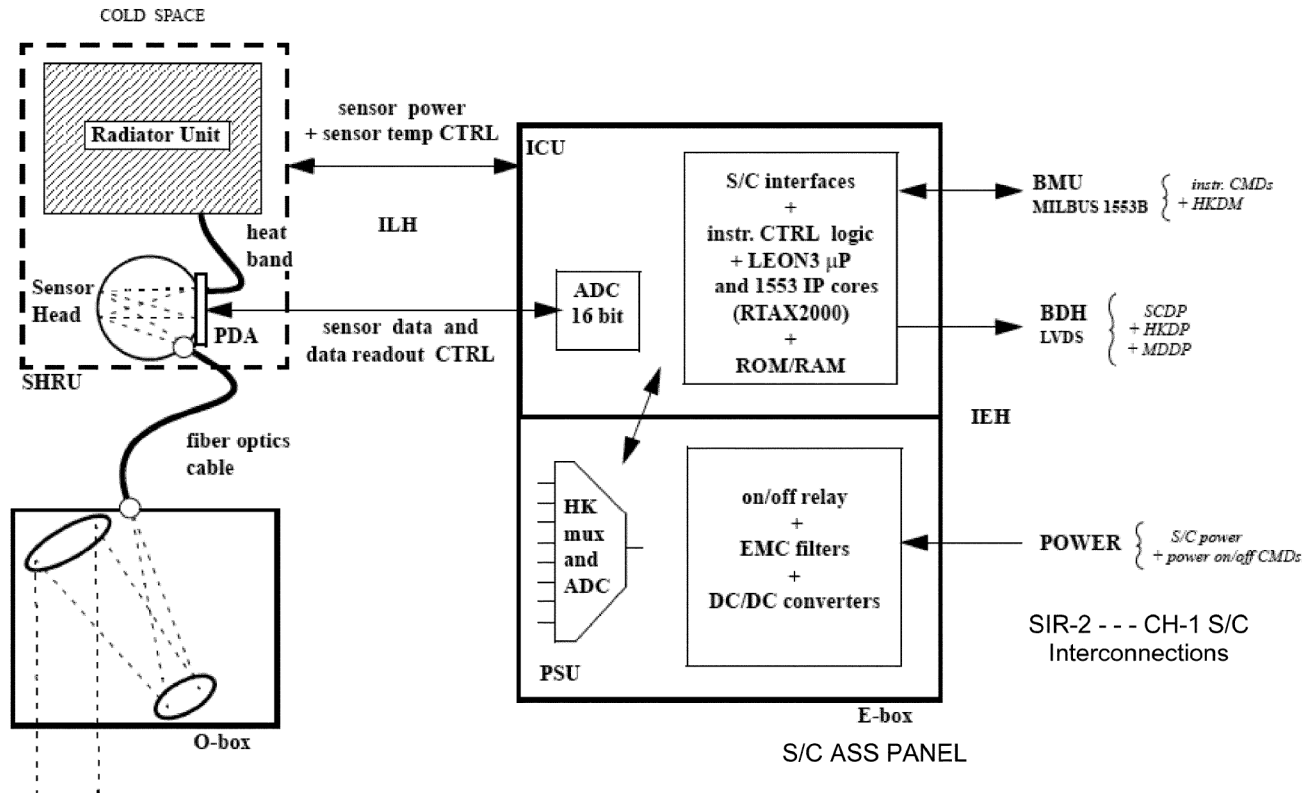 COLD SPACE
Radiator Unit
sensor power
+ sensor temp CTRL
ILH
heat
band
Sensor
Head
PDA
sensor data and
data readout CTRL
SHRU
fiber optics
cable
O-box
ICU
S/C interfaces
+
instr. CTRL logic
+ LEON3 μP
and 1553 IP cores
(RTAX2000)
+
ROM/RAM
ADC
16 bit
HK
mux
and
ADC
PSU
on/off relay
+
EMC filters
+
DC/DC converters
E-box
S/C ASS PANEL
BMU
MILBUS 1553B
instr. CMDs
+ HKDM
BDH
LVDS
SCDP
+ HKDP
+ MDDP
IEH
POWER
S/C power
+ power on/off CMDs
SIR-2 - - - CH-1 S/C
Interconnections